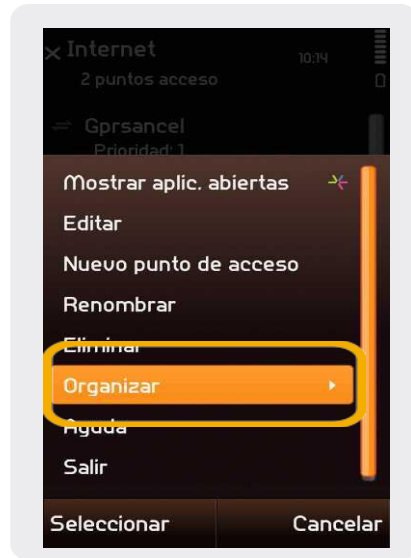 Internet
10:14
2 puntos acceso
Gprsancel
Prioridad: 1
Mostrar aplic. abiertas
Editar
Nuevo punto de acceso
Renombrar
Eliminar
Organizar
Ayuda
Salir
Seleccionar
Cancelar